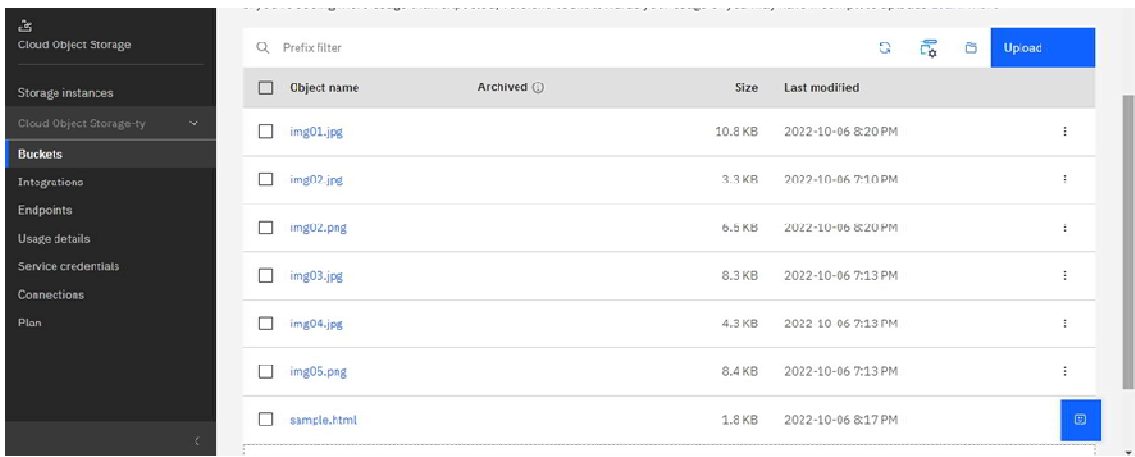 Cloud Object Storage
Prefix filter
Upload
Storage instances
Object name Archived Size Last modified
Cloud Object Storage-ty
img01.jpg 10.8 KB 2022-10-06 8:20 PM
Buckets
img02.jpg 3.3 KB 2022-10-06 7:10 PM
Integrations
Endpoints
img02.png 6.5 KB 2022-10-06 8:20 PM
Usage details
Service credentials
img03.jpg 8.3 KB 2022-10-06 7:13 PM
Connections
Plan
img04.jpg 4.3 KB 2022-10-06 7:13 PM
img05.png 8.4 KB 2022-10-06 7:13 PM
sample.html 1.8 KB 2022-10-06 8:17 PM